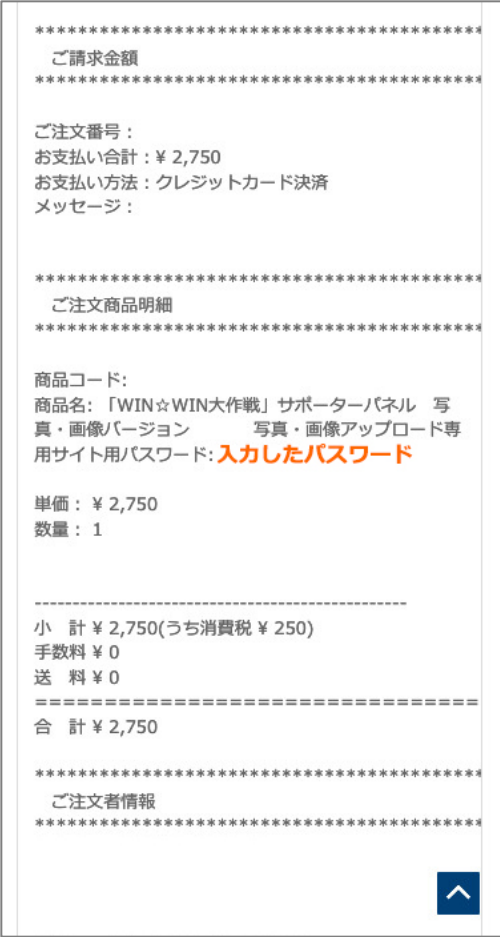 ******************************************
ご請求金額
******************************************
ご注文番号：
お支払い合計：¥ 2,750
お支払い方法：クレジットカード決済
メッセージ：
******************************************
ご注文商品明細
******************************************
商品コード:
商品名: 「WIN☆WIN大作戦」サポーターパネル　写
真・画像バージョン　　　　写真・画像アップロード専
用サイト用パスワード: 入力したパスワード
単価： ¥ 2,750
数量： 1
-------------------------------------------------
小　計 ¥ 2,750(うち消費税 ¥ 250)
手数料 ¥ 0
送　料 ¥ 0
================================
合　計 ¥ 2,750
******************************************
ご注文者情報
******************************************